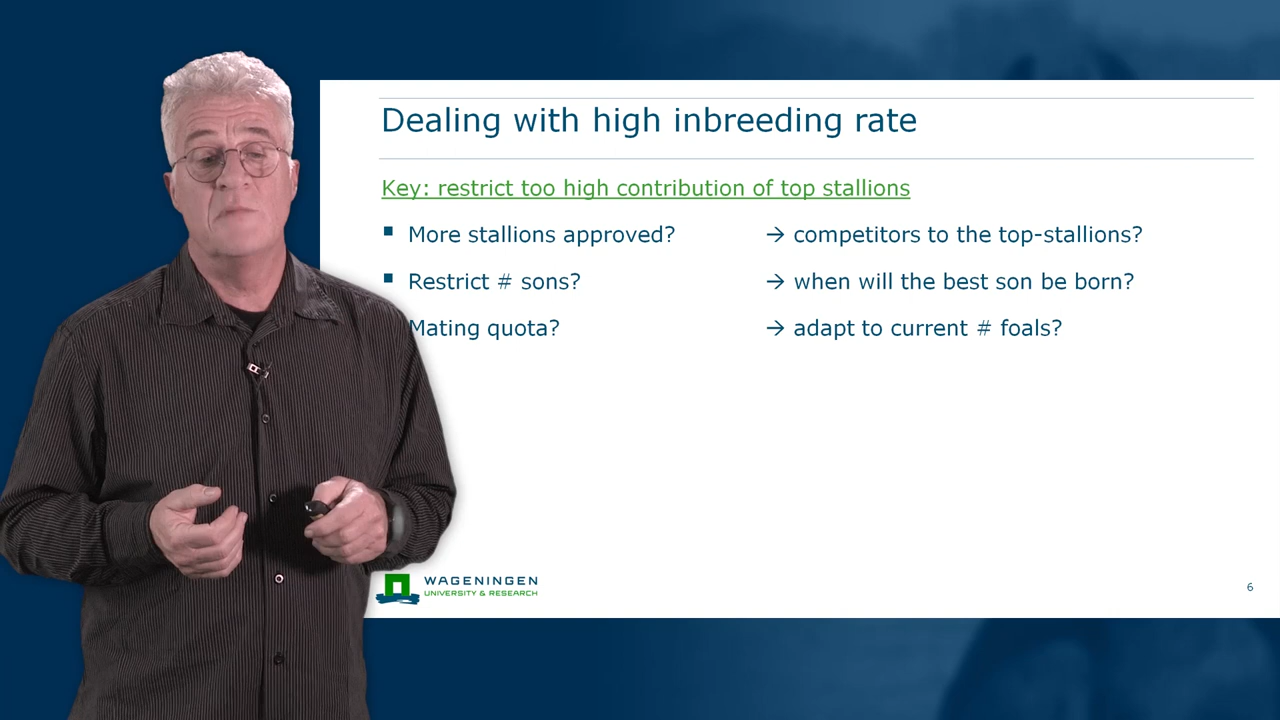 Dealing with high inbreeding rate
Key: restrict too high contribution of top stallions
▪ More stallions approved? → competitors to the top-stallions?
▪ Restrict # sons? → when will the best son be born?
Mating quota? → adapt to current # foals?
WAGENINGEN
UNIVERSITY & RESEARCH
6